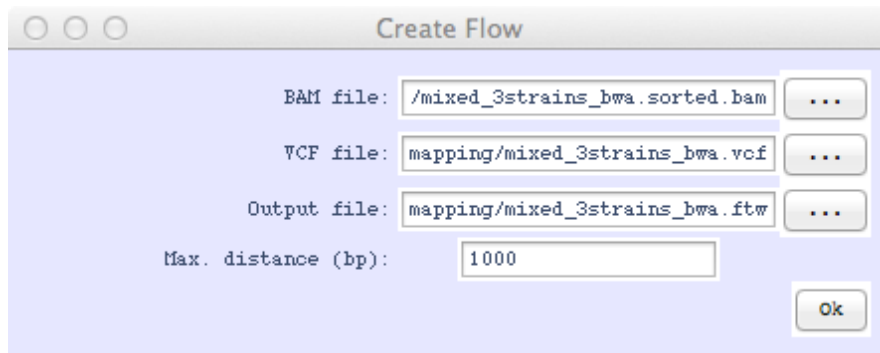 Create Flow
BAM file: /mixed_3strains_bwa.sorted.bam ...
VCF file: mapping/mixed_3strains_bwa.vcf ...
Output file: mapping/mixed_3strains_bwa.ftw ...
Max. distance (bp): 1000
Ok